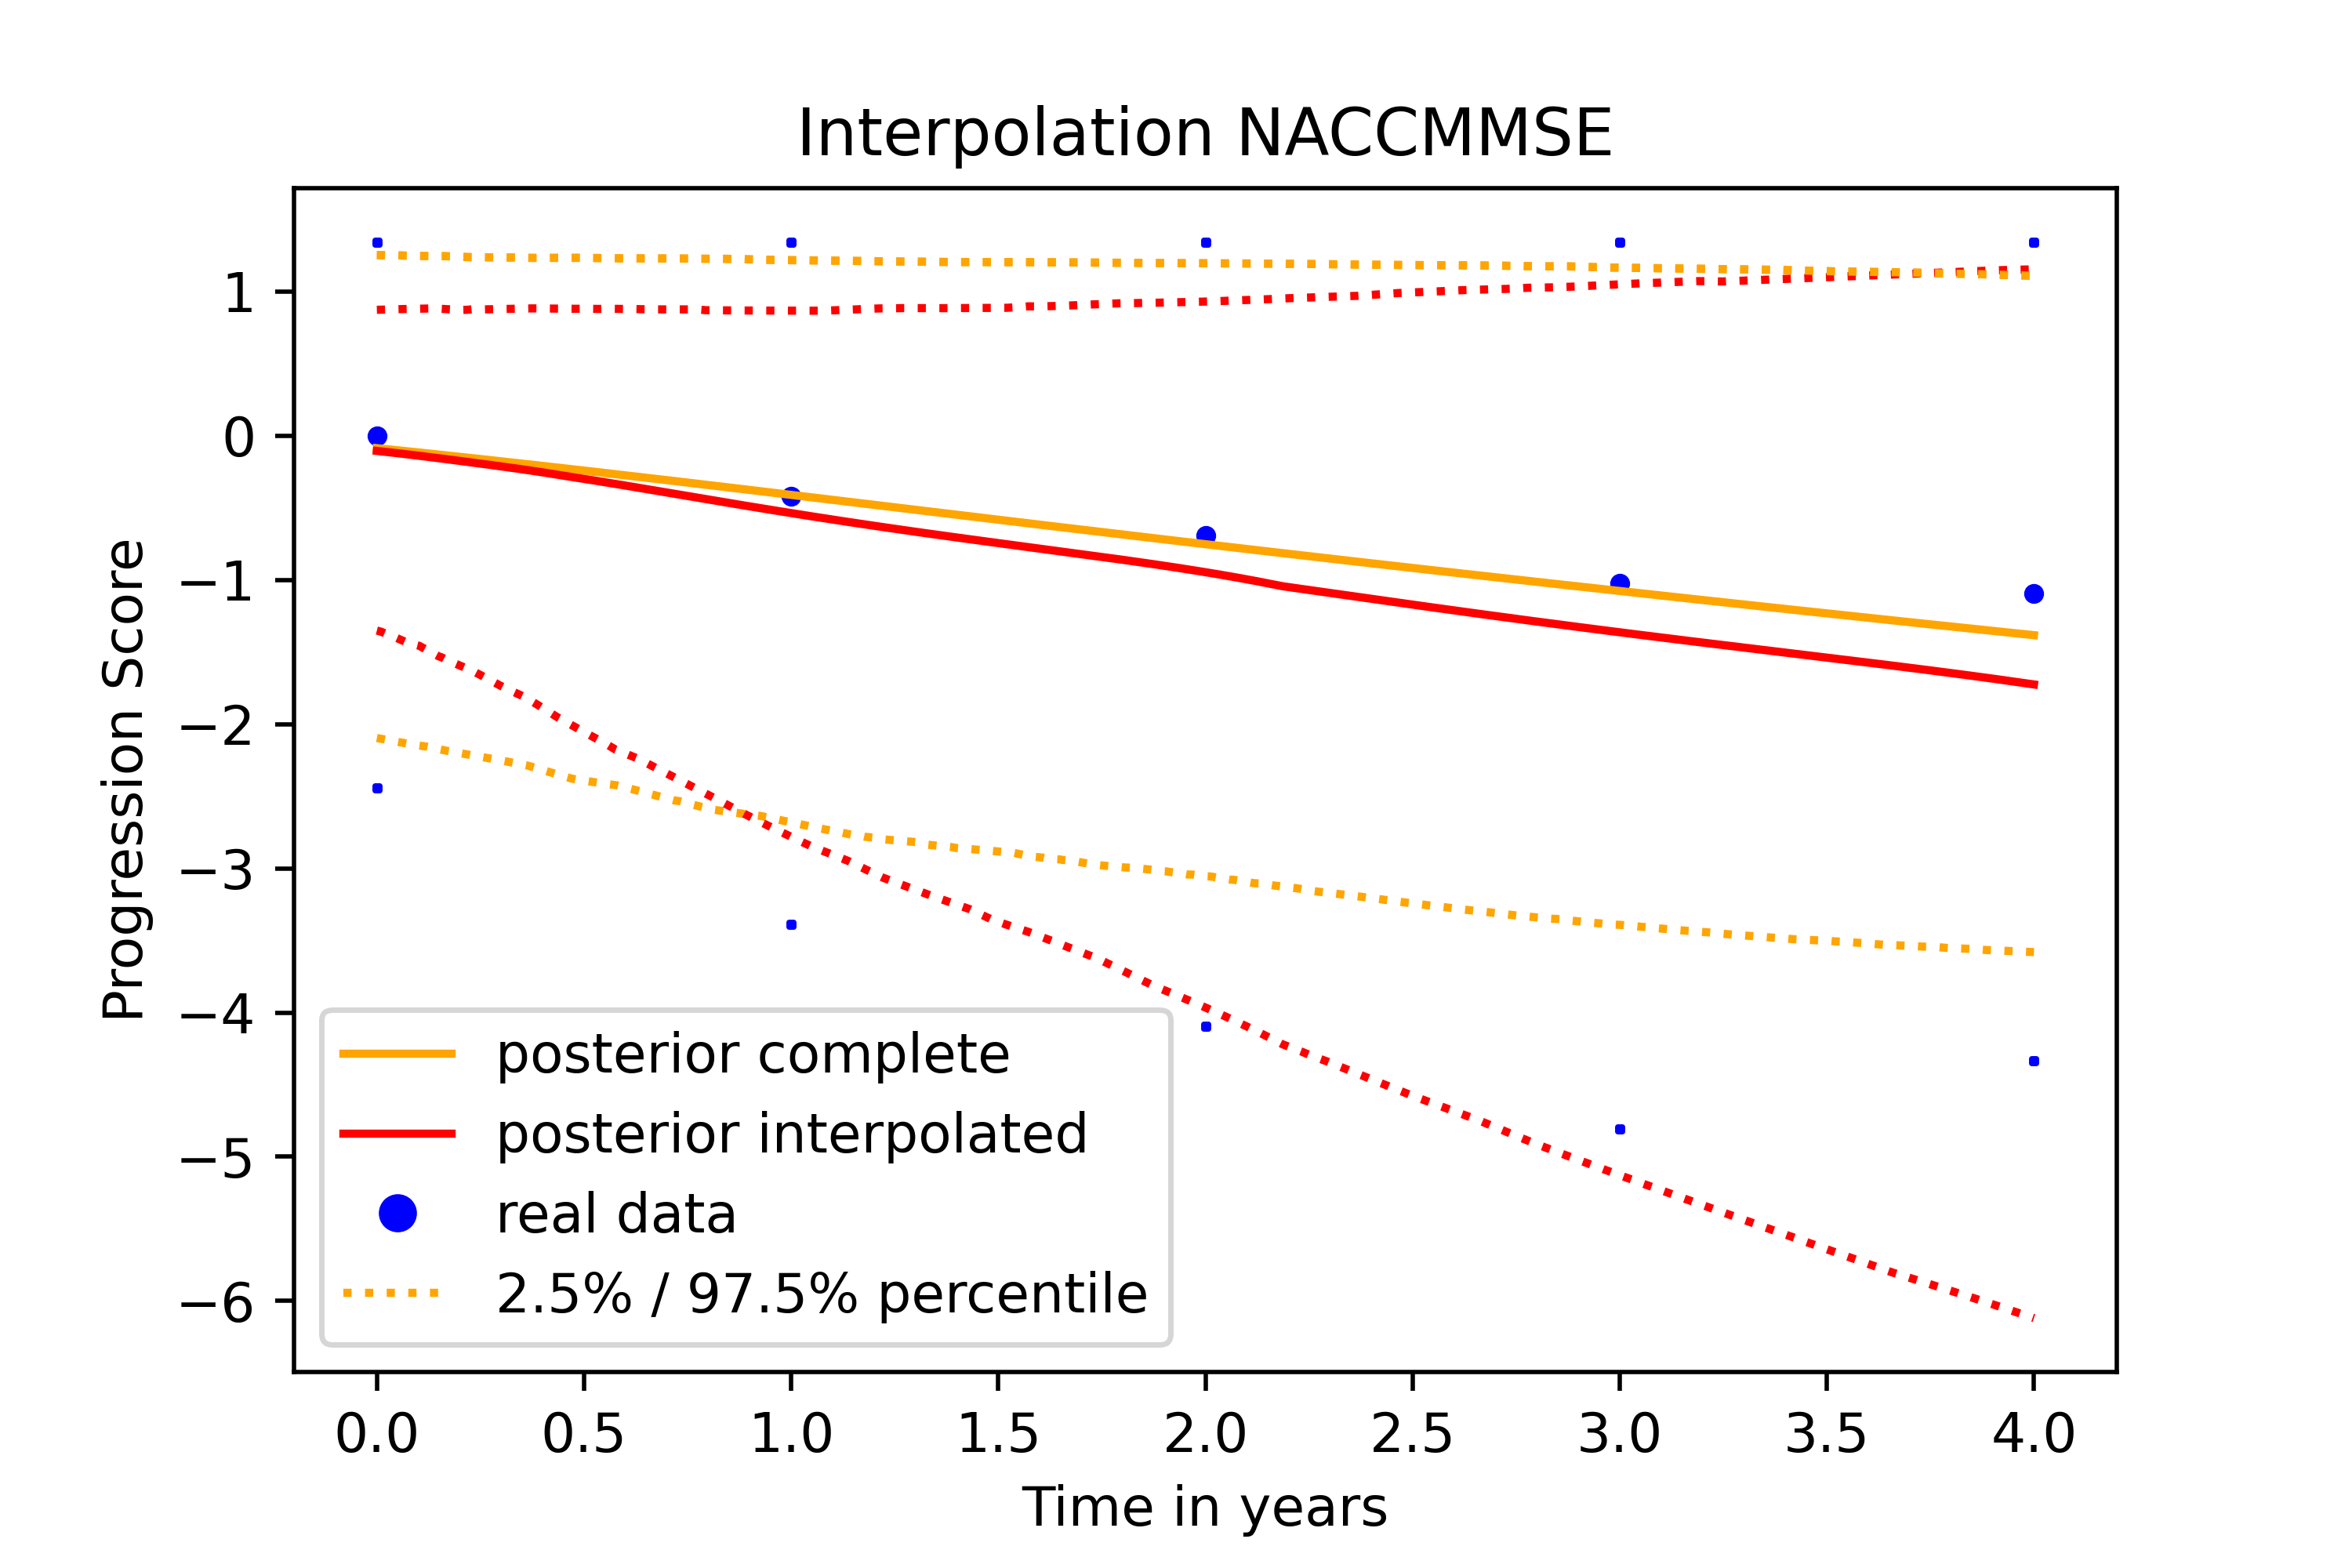 Interpolation NACCMMSE
1
0
−1
−2
−3
−4
−5
−6
Progression Score
posterior complete
posterior interpolated
real data
2.5% / 97.5% percentile
0.0 0.5 1.0 1.5 2.0 2.5 3.0 3.5 4.0
Time in years